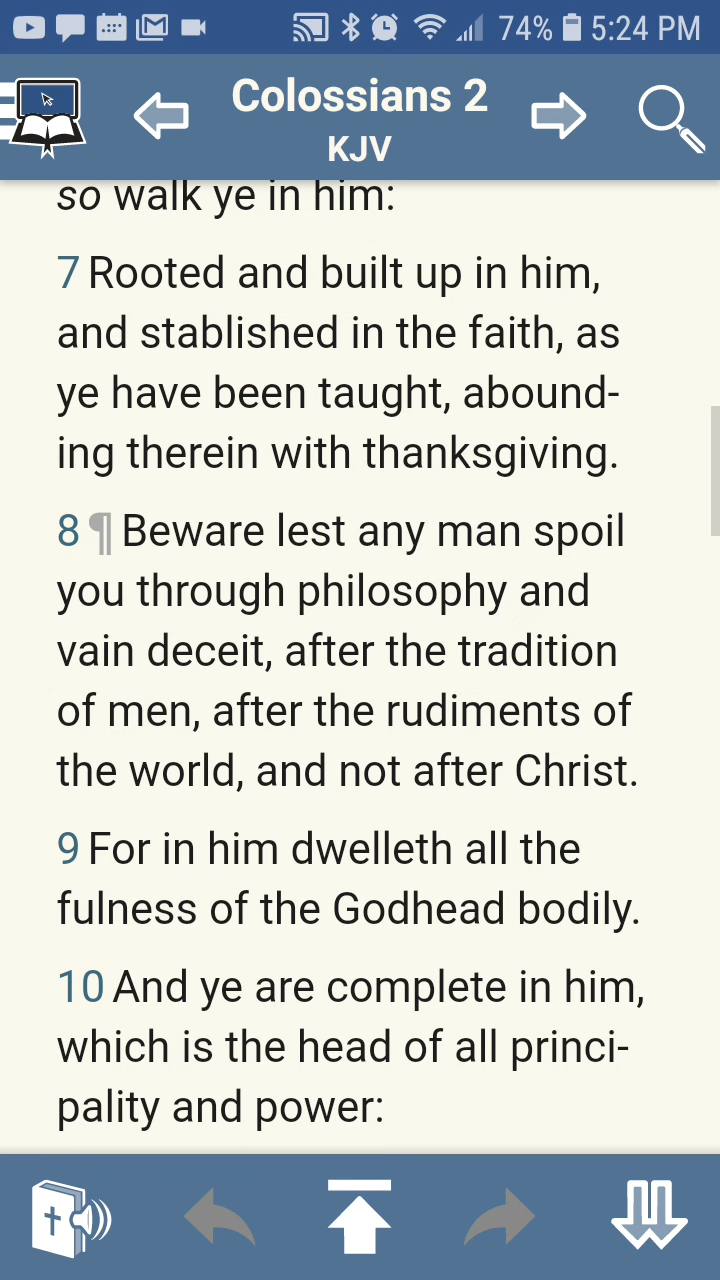 74% 5:24 PM
Colossians 2
KJV
so walk ye in him:
7 Rooted and built up in him,
and stablished in the faith, as
ye have been taught, abound-
ing therein with thanksgiving.
8 ¶ Beware lest any man spoil
you through philosophy and
vain deceit, after the tradition
of men, after the rudiments of
the world, and not after Christ.
9 For in him dwelleth all the
fulness of the Godhead bodily.
10 And ye are complete in him,
which is the head of all princi-
pality and power: